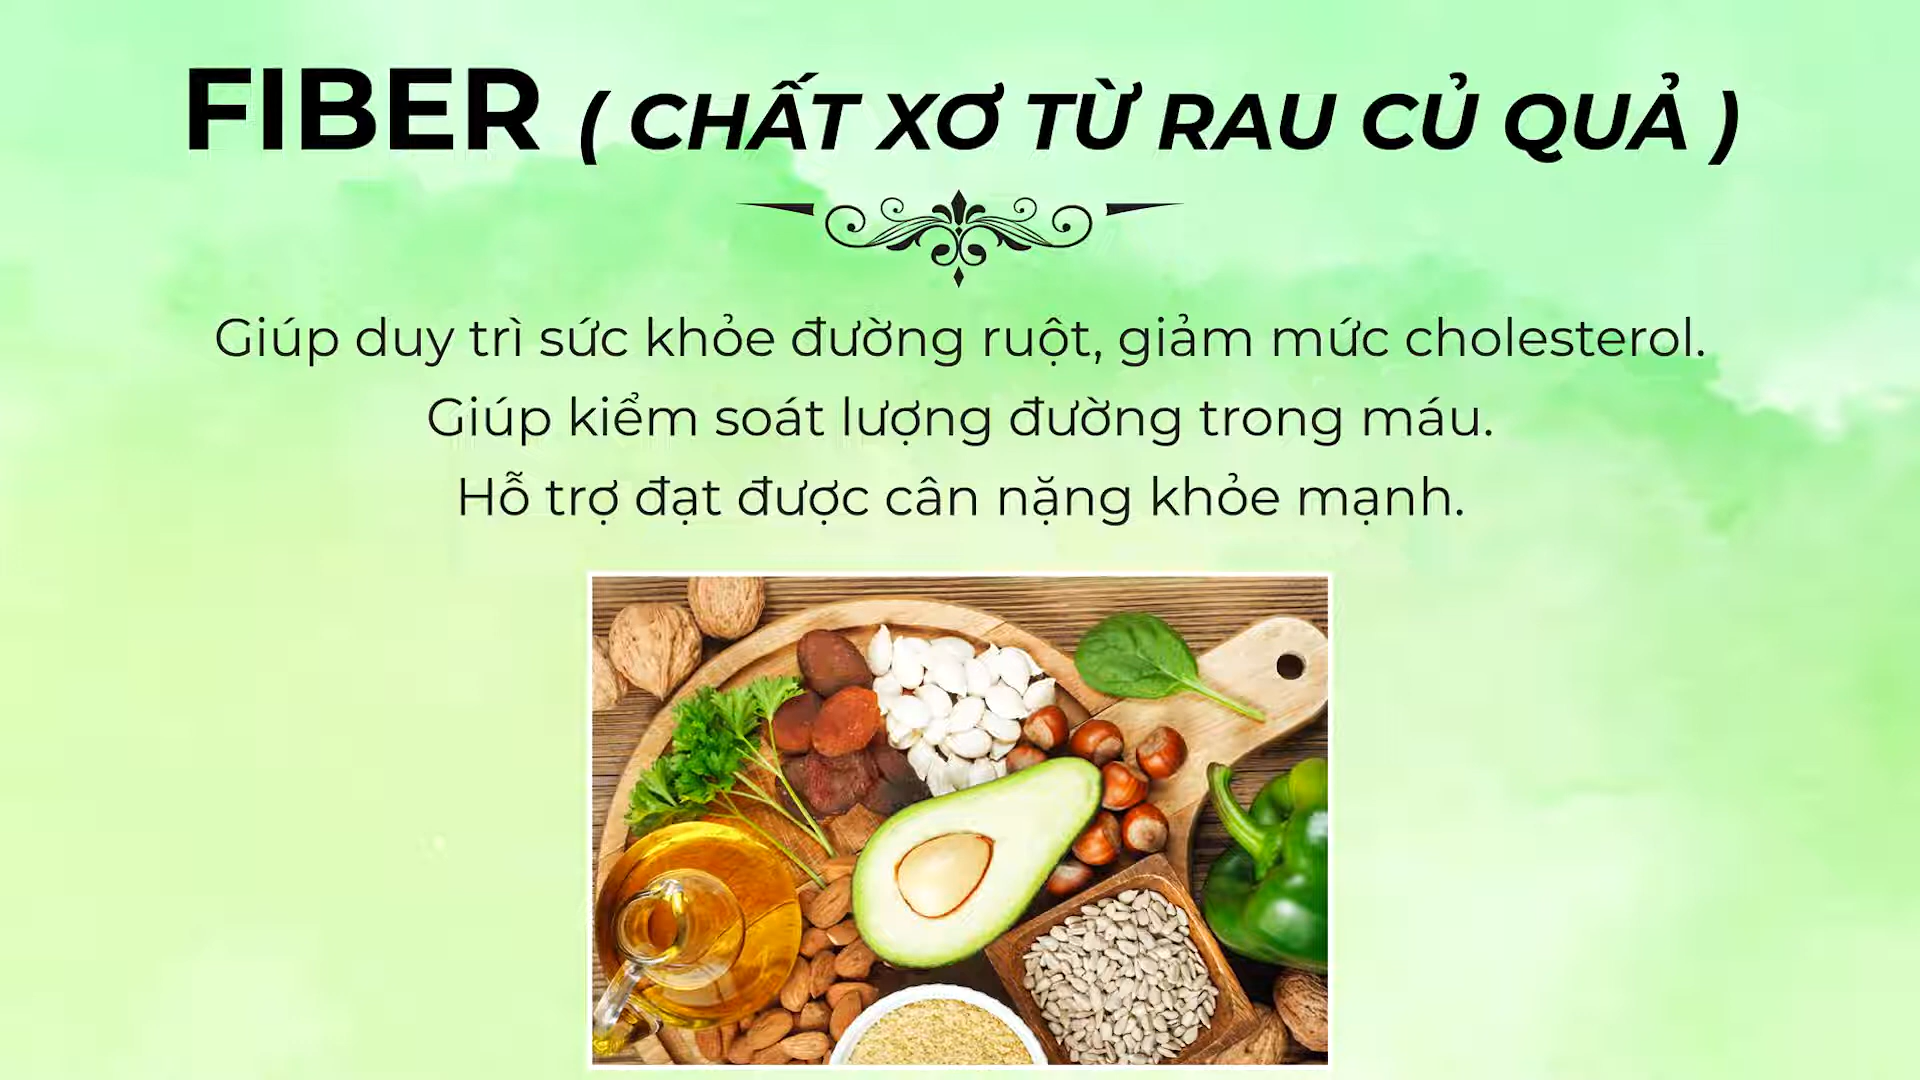 FIBER ( CHẤT XƠ TỪ RAU CỦ QUẢ )
Giúp duy trì sức khỏe đường ruột, giảm mức cholesterol.
Giúp kiểm soát lượng đường trong máu.
Hỗ trợ đạt được cân nặng khỏe mạnh.